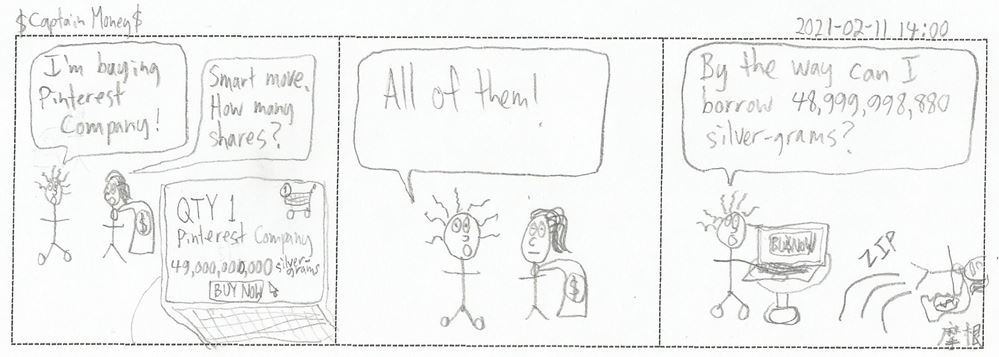 $Captain Money$
2021-02-11 14:00
I'm buying
Pinterest
Company!
Smart move.
How many
shares?
QTY 1
Pinterest Company
49,000,000,000 silver-
grams
BUY NOW
$
All of them!
$
By the way can I
borrow 48,999,998,880
silver-grams?
BUY NOW
ZIP
摩根